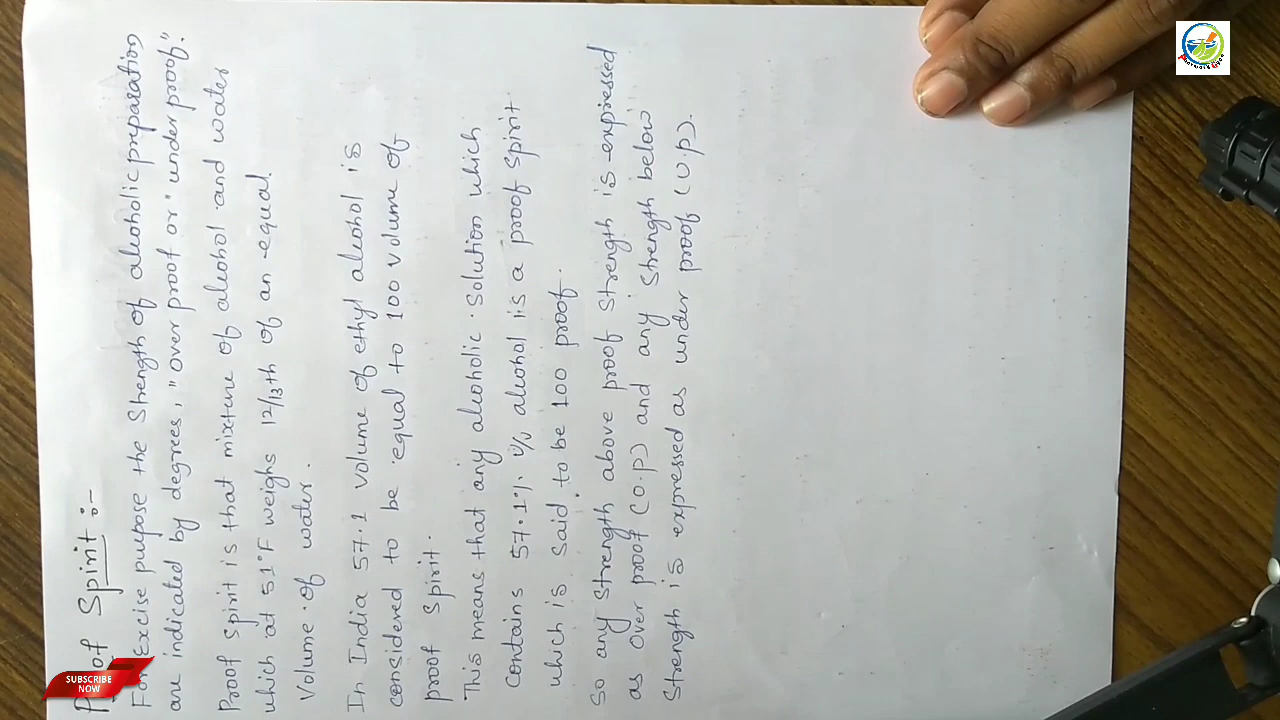 Proof Spirit :-
For Excise purpose the Strength of alcoholic preparation
are indicated by degrees, "Over proof or "under proof".
Proof Spirit is that mixture of alcohol and water
which at 51°F weighs 12/13th of an equal
Volume of water.
In India 57.1 volume of ethyl alcohol is
considered to be equal to 100 volume of
proof Spirit.
This means that any alcoholic Solution which
Contains 57.1% v/v alcohol is a proof Spirit
which is Said to be 100 proof.
So any Strength above proof Strength is expressed
as Over proof (O.P) and any Strength below
Strength is expressed as under proof (U.P).
SUBSCRIBE
NOW